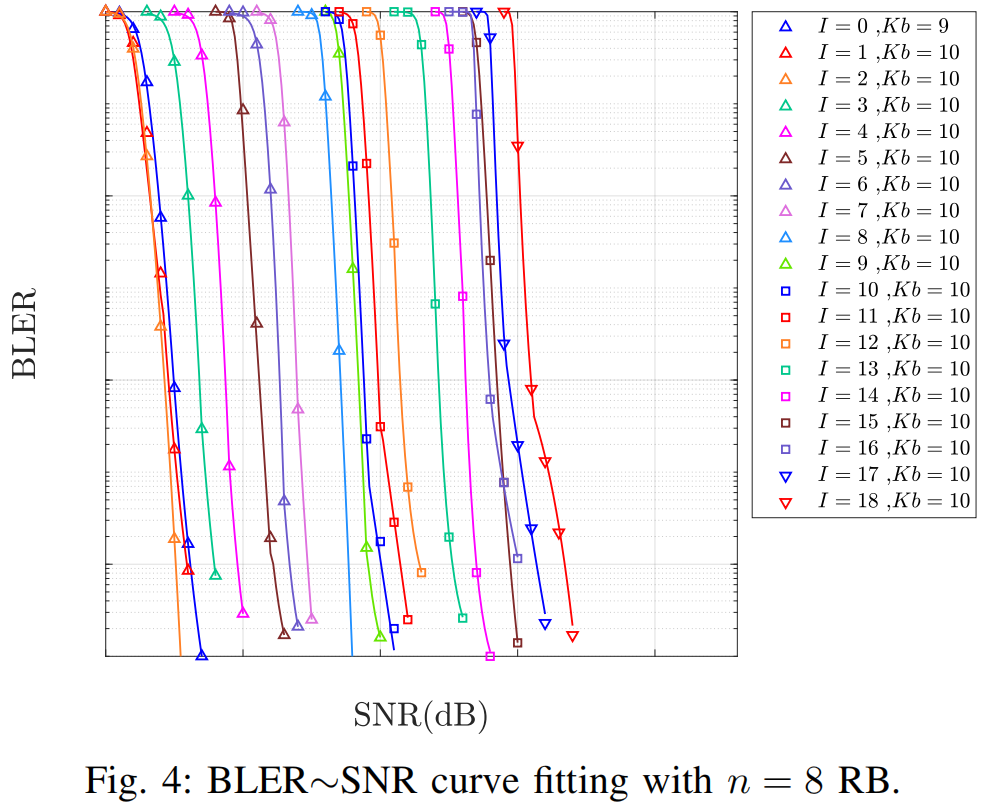 BLER
SNR(dB)
I = 0 ,Kb = 9
I = 1 ,Kb = 10
I = 2 ,Kb = 10
I = 3 ,Kb = 10
I = 4 ,Kb = 10
I = 5 ,Kb = 10
I = 6 ,Kb = 10
I = 7 ,Kb = 10
I = 8 ,Kb = 10
I = 9 ,Kb = 10
I = 10 ,Kb = 10
I = 11 ,Kb = 10
I = 12 ,Kb = 10
I = 13 ,Kb = 10
I = 14 ,Kb = 10
I = 15 ,Kb = 10
I = 16 ,Kb = 10
I = 17 ,Kb = 10
I = 18 ,Kb = 10
Fig. 4: BLER∼SNR curve fitting with n = 8 RB.